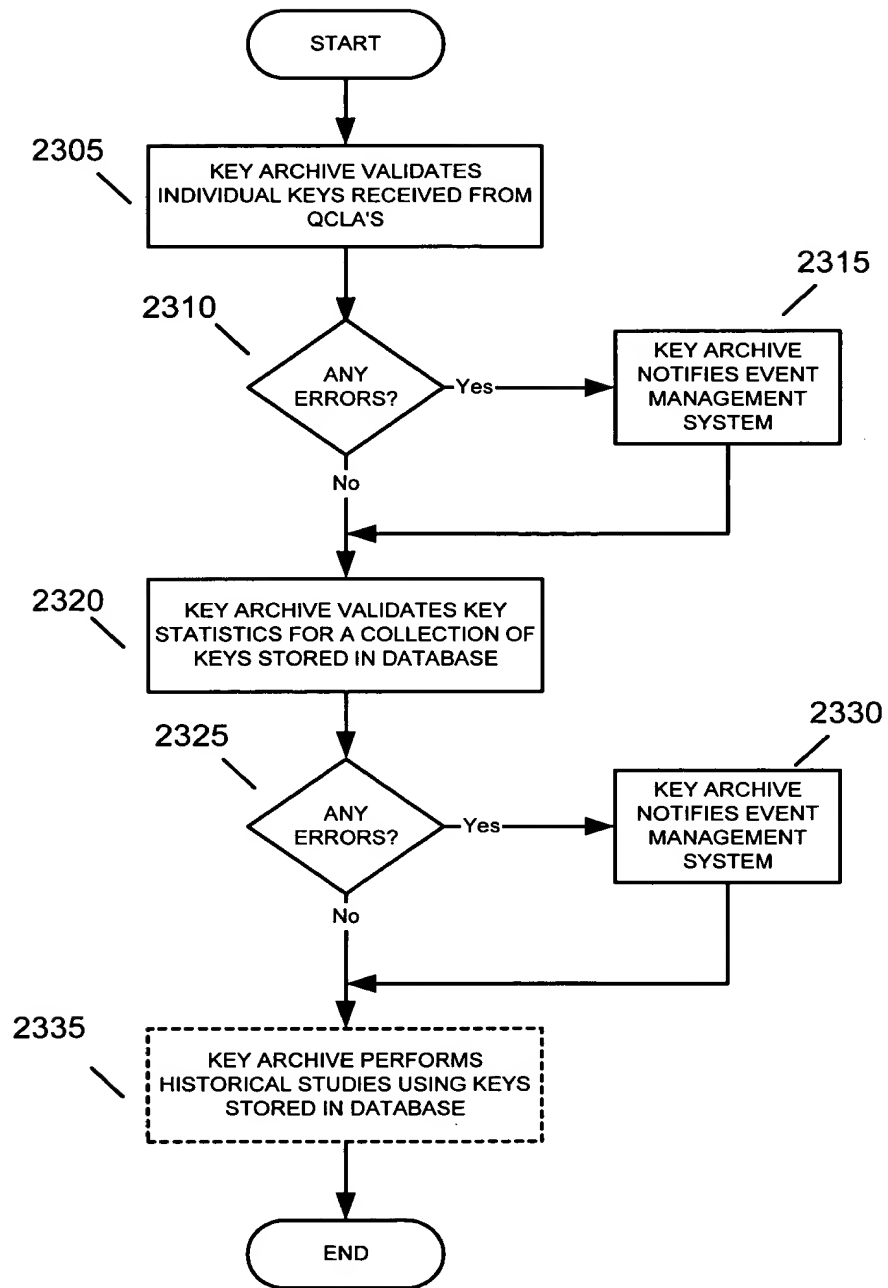 START
2305
KEY ARCHIVE VALIDATES
INDIVIDUAL KEYS RECEIVED FROM
QCLA'S
2310
ANY
ERRORS?
Yes
2315
KEY ARCHIVE
NOTIFIES EVENT
MANAGEMENT
SYSTEM
No
2320
KEY ARCHIVE VALIDATES KEY
STATISTICS FOR A COLLECTION OF
KEYS STORED IN DATABASE
2325
ANY
ERRORS?
Yes
2330
KEY ARCHIVE
NOTIFIES EVENT
MANAGEMENT
SYSTEM
No
2335
KEY ARCHIVE PERFORMS
HISTORICAL STUDIES USING KEYS
STORED IN DATABASE
END